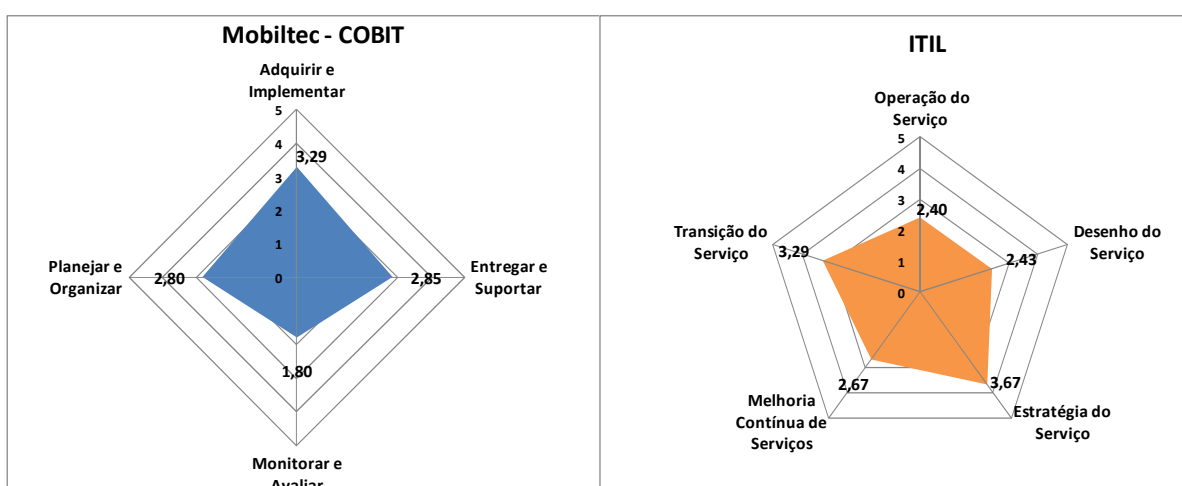 Mobiltec - COBIT
Adquirir e
Implementar
5
4
3,29
3
2
1
0
Planejar e
Organizar
2,80
2,85
Entregar e
Suportar
1,80
Monitorar e
Avaliar
ITIL
Operação do
Serviço
5
4
3
2,40
2
1
0
Transição do
Serviço
3,29
Desenho do
Serviço
2,43
Melhoria
Contínua de
Serviços
2,67
3,67
Estratégia do
Serviço